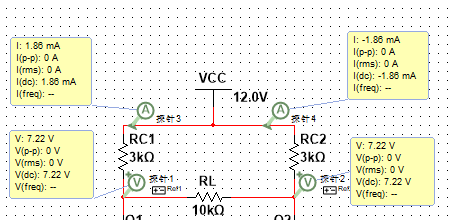 I: 1.86 mA
I(p-p): 0 A
I(rms): 0 A
I(dc): 1.86 mA
I(freq): --
I: -1.86 mA
I(p-p): 0 A
I(rms): 0 A
I(dc): -1.86 mA
I(freq): --
VCC
12.0V
A
探针3
A
探针4
V: 7.22 V
V(p-p): 0 V
V(rms): 0 V
V(dc): 7.22 V
V(freq): --
RC1
3kΩ
RC2
3kΩ
V: 7.22 V
V(p-p): 0 V
V(rms): 0 V
V(dc): 7.22 V
V(freq): --
V
探针1
Ref1
RL
10kΩ
V
探针2
Ref
Q1